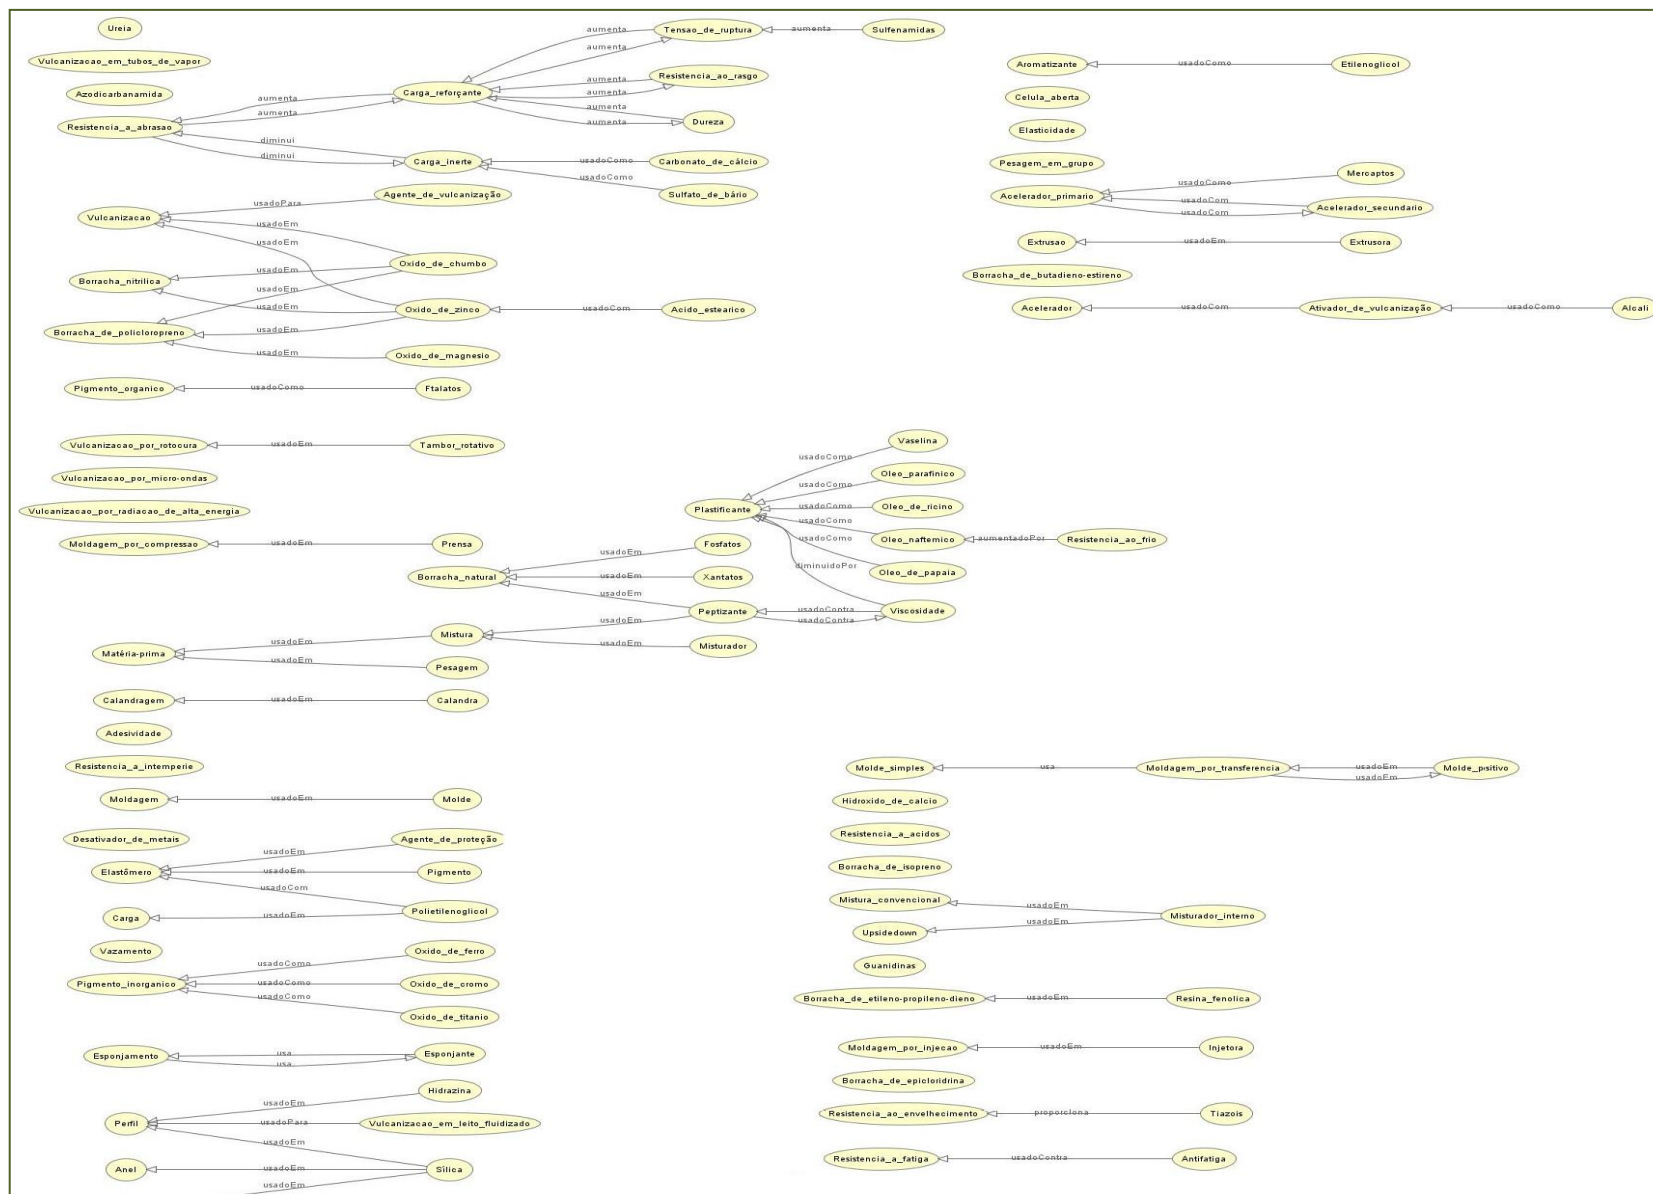 Ureia
Vulcanizacao_em_tubos_de_vapor
Azodicarbanamida
Resistencia_a_abrasao
aumenta
aumenta
diminui
diminui
Carga_reforçante
Carga_inerte
aumenta
aumenta
aumenta
aumenta
aumenta
aumenta
Tensao_de_ruptura
aumenta
Sulfenamidas
Resistencia_ao_rasgo
Dureza
usadoComo
Carbonato_de_câlcio
usadoComo
Sulfato_de_bário
Vulcanizacao
usadoPara
Agente_de_vulcanização
usadoEm
Borracha_nitrilica
usadoEm
usadoEm
usadoEm
Oxido_de_chumbo
Oxido_de_zinco
usadoCom
Acido_estearico
Borracha_de_policloropreno
usadoEm
usadoEm
Oxido_de_magnesio
Pigmento_organico
usadoComo
Ftalatos
Aromatizante
usadoComo
Etilenoglicol
Celula_aberta
Elasticidade
Pesagem_em_grupo
Acelerador_primario
usadoComo
Mercaptos
usadoCom
usadoCom
Acelerador_secundario
Extrusao
usadoEm
Extrusora
Borracha_de_butadieno-estireno
Acelerador
usadoCom
Ativador_de_vulcanização
usadoComo
Alcali
Vulcanizacao_por_rotocura
usadoEm
Tambor_rotativo
Vulcanizacao_por_micro-ondas
Vulcanizacao_por_radiacao_de_alta_energia
Moldagem_por_compressao
usadoEm
Prensa
Borracha_natural
usadoEm
Fosfatos
usadoEm
Xantatos
usadoEm
Peptizante
Plastificante
usadoComo
Vaselina
usadoComo
Oleo_parafinico
usadoComo
Oleo_de_ricino
usadoComo
Oleo_naftemico
aumentadoPor
Resistencia_ao_frio
usadoComo
Oleo_de_papaia
diminuidoPor
Viscosidade
usadoContra
usadoContra
Matéria-prima
usadoEm
Mistura
usadoEm
usadoEm
Misturador
usadoEm
Pesagem
Calandragem
usadoEm
Calandra
Adesividade
Resistencia_a_intemperie
Moldagem
usadoEm
Molde
Desativador_de_metais
Elastômero
usadoEm
Agente_de_proteção
usadoEm
Pigmento
usadoCom
Polietilenoglicol
Carga
usadoEm
Vazamento
Pigmento_inorganico
usadoComo
Oxido_de_ferro
usadoComo
Oxido_de_cromo
usadoComo
Oxido_de_titanio
Esponjamento
usa
usa
Esponjante
Perfil
usadoEm
Hidrazina
usadoPara
Vulcanizacao_em_leito_fluidizado
usadoEm
Anel
usadoEm
Sílica
usadoEm
Molde_simples
usa
Moldagem_por_transferencia
usadoEm
usadoEm
Molde_psitivo
Hidroxido_de_calcio
Resistencia_a_acidos
Borracha_de_isopreno
Mistura_convencional
usadoEm
Misturador_interno
usadoEm
Upsidedown
Guanidinas
Borracha_de_etileno-propileno-dieno
usadoEm
Resina_fenolica
Moldagem_por_injecao
usadoEm
Injetora
Borracha_de_epicloridrina
Resistencia_ao_envelhecimento
proporciona
Tiazois
Resistencia_a_fatiga
usadoContra
Antifatiga